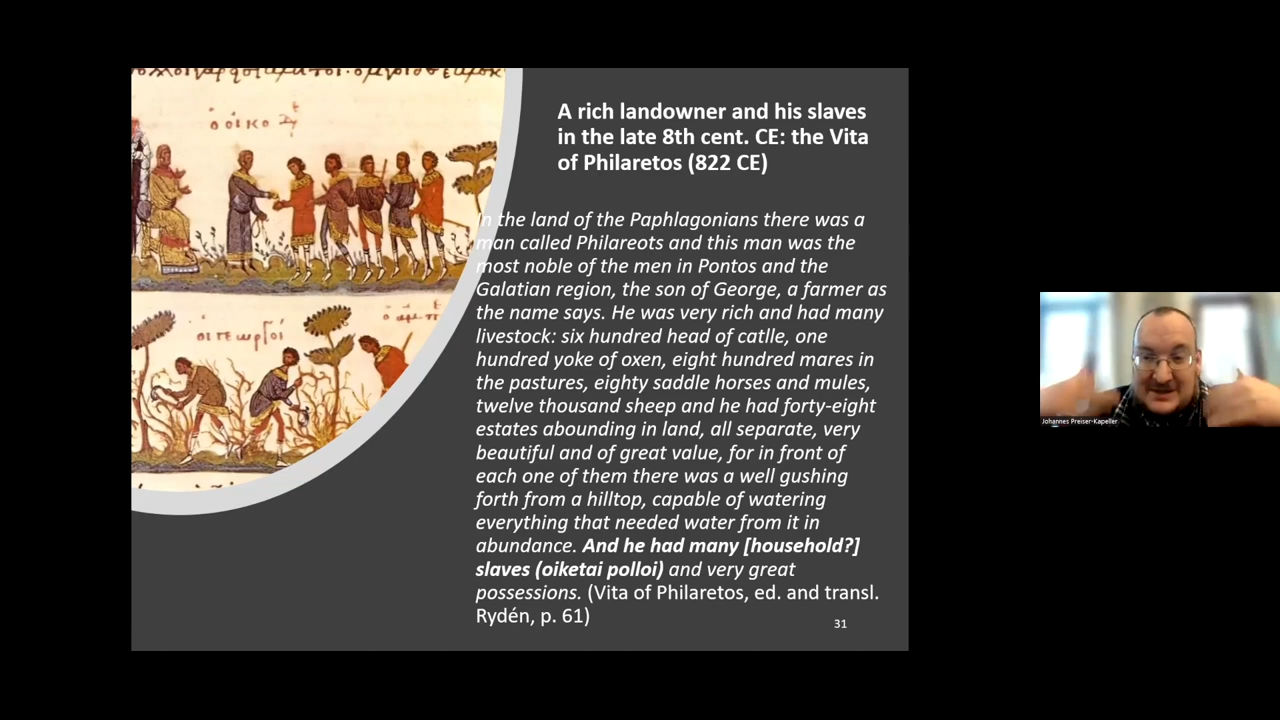 A rich landowner and his slaves
in the late 8th cent. CE: the Vita
of Philaretos (822 CE)
In the land of the Paphlagonians there was a
man called Philareots and this man was the
most noble of the men in Pontos and the
Galatian region, the son of George, a farmer as
the name says. He was very rich and had many
livestock: six hundred head of catlle, one
hundred yoke of oxen, eight hundred mares in
the pastures, eighty saddle horses and mules,
twelve thousand sheep and he had forty-eight
estates abounding in land, all separate, very
beautiful and of great value, for in front of
each one of them there was a well gushing
forth from a hilltop, capable of watering
everything that needed water from it in
abundance. And he had many [household?]
slaves (oiketai polloi) and very great
possessions. (Vita of Philaretos, ed. and transl.
Rydén, p. 61)
31
Johannes Preiser-Kapeller